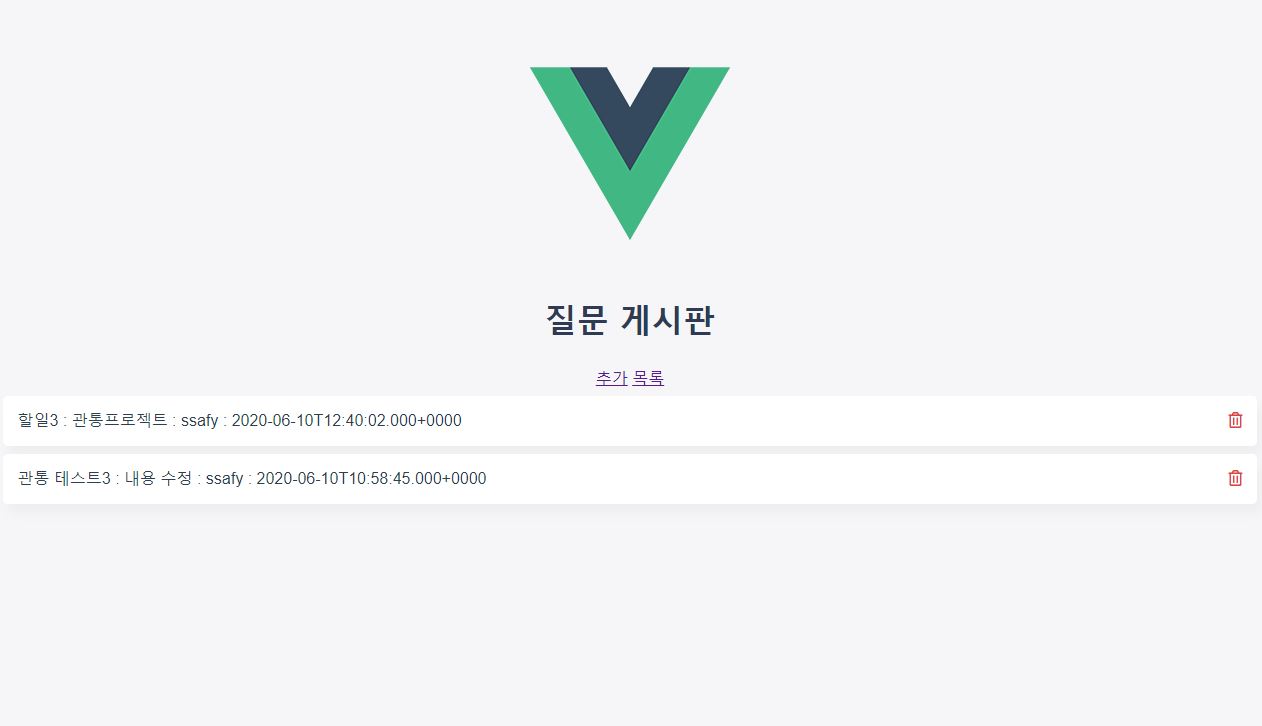 질문 게시판
추가 목록
할일3 : 관통프로젝트 : ssafy : 2020-06-10T12:40:02.000+0000
관통 테스트3 : 내용 수정 : ssafy : 2020-06-10T10:58:45.000+0000